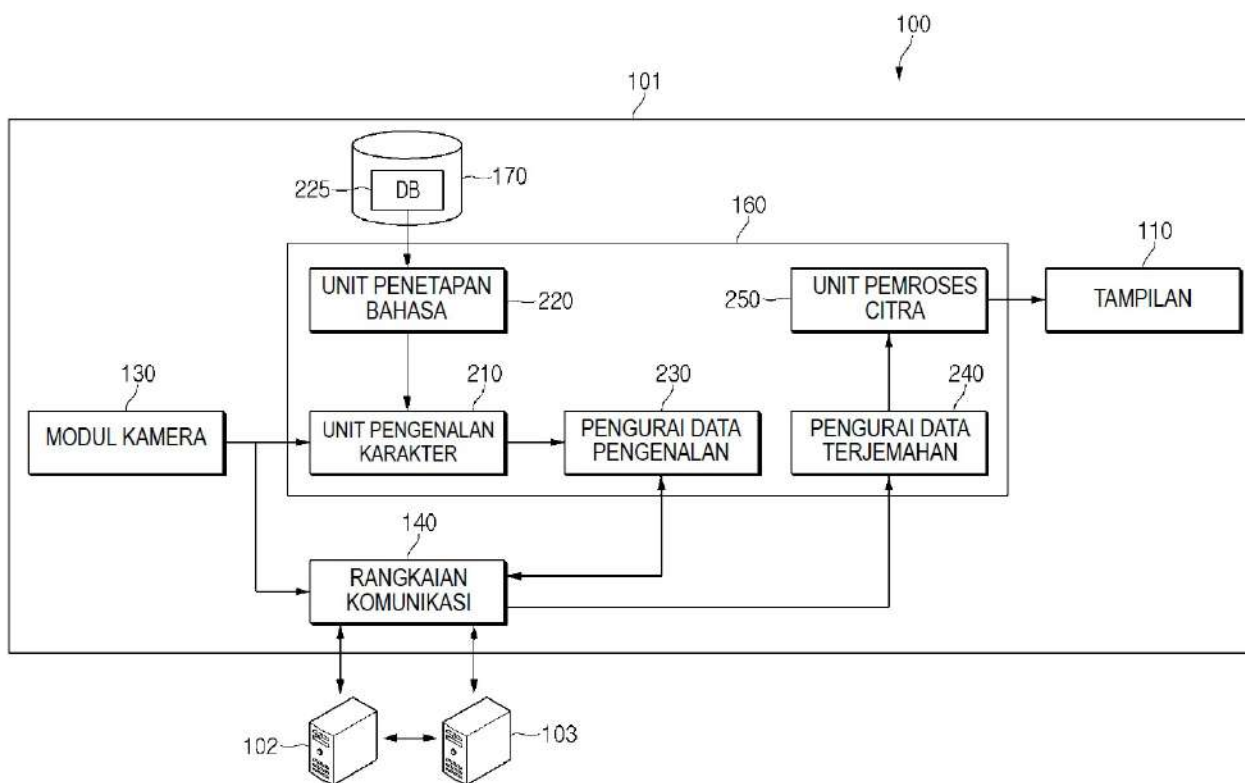 100
101
225
DB
170
160
110
UNIT PENETAPAN
BAHASA
220
250
UNIT PEMROSES
CITRA
TAMPILAN
130
210
230
240
MODUL KAMERA
UNIT PENGENALAN
KARAKTER
PENGURAI DATA
PENGENALAN
PENGURAI DATA
TERJEMAHAN
140
RANGKAIAN
KOMUNIKASI
102
103